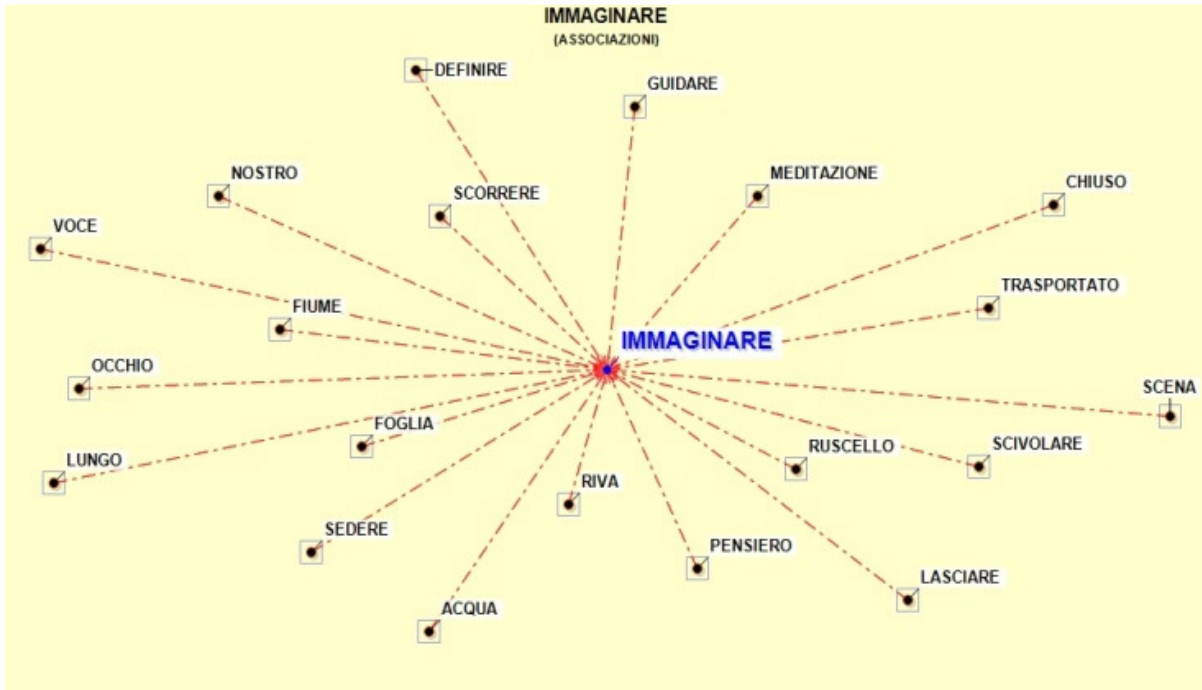 IMMAGINARE
(ASSOCIAZIONI)
DEFINIRE
GUIDARE
NOSTRO
MEDITAZIONE
CHIUSO
SCORRERE
VOCE
TRASPORTATO
FIUME
IMMAGINARE
OCCHIO
SCENA
FOGLIA
RUSCELLO
SCIVOLARE
LUNGO
RIVA
SEDERE
PENSIERO
LASCIARE
ACQUA